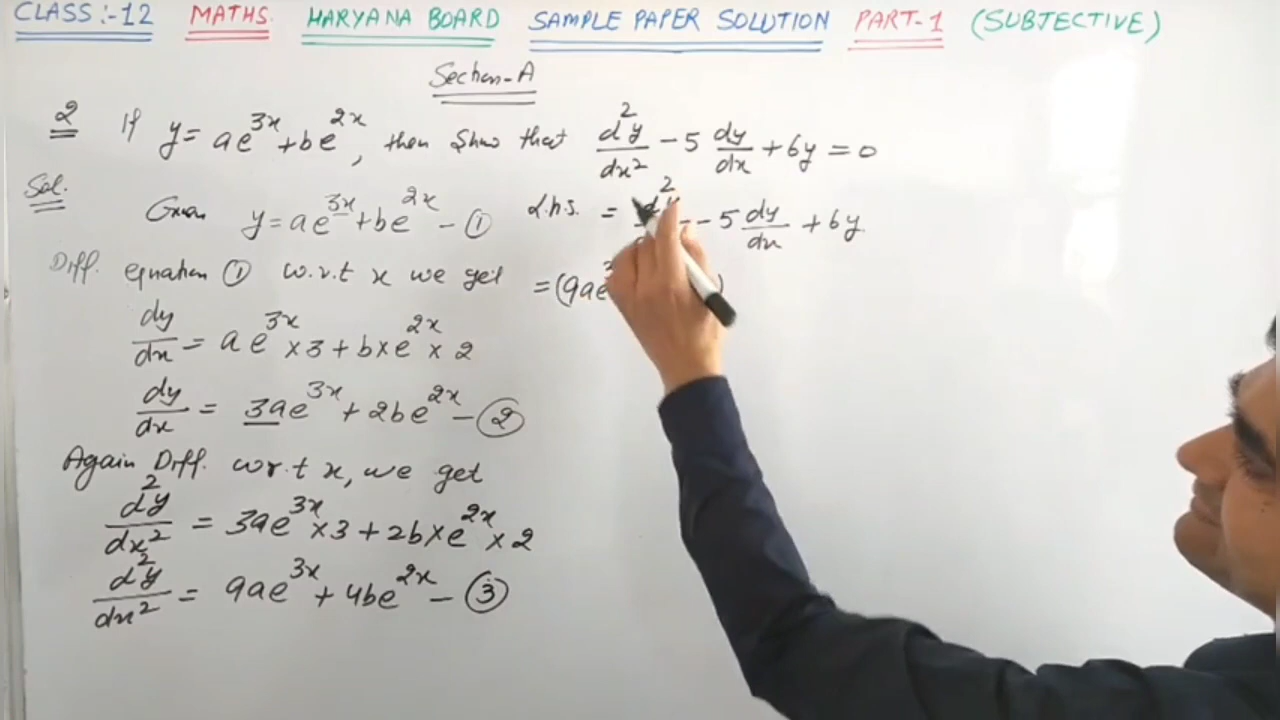 CLASS:-12 MATHS. HARYANA BOARD SAMPLE PAPER SOLUTION PART-1 (SUBJECTIVE)
Section-A
2 If y = ae^{3x} + be^{2x}, then Show that d²y/dx² - 5 dy/dx + 6y = 0
Sol.
Given y = ae^{3x} + be^{2x} - ①
L.h.s. = - 5 dy/dx + 6y
Diff. equation ① w.r.t x we get
= (9ae )
dy/dx = ae^{3x} × 3 + b × e^{2x} × 2
dy/dx = 3ae^{3x} + 2be^{2x} - ②
Again Diff. w.r.t x, we get
d²y/dx² = 3ae^{3x} × 3 + 2b × e^{2x} × 2
d²y/dx² = 9ae^{3x} + 4be^{2x} - ③